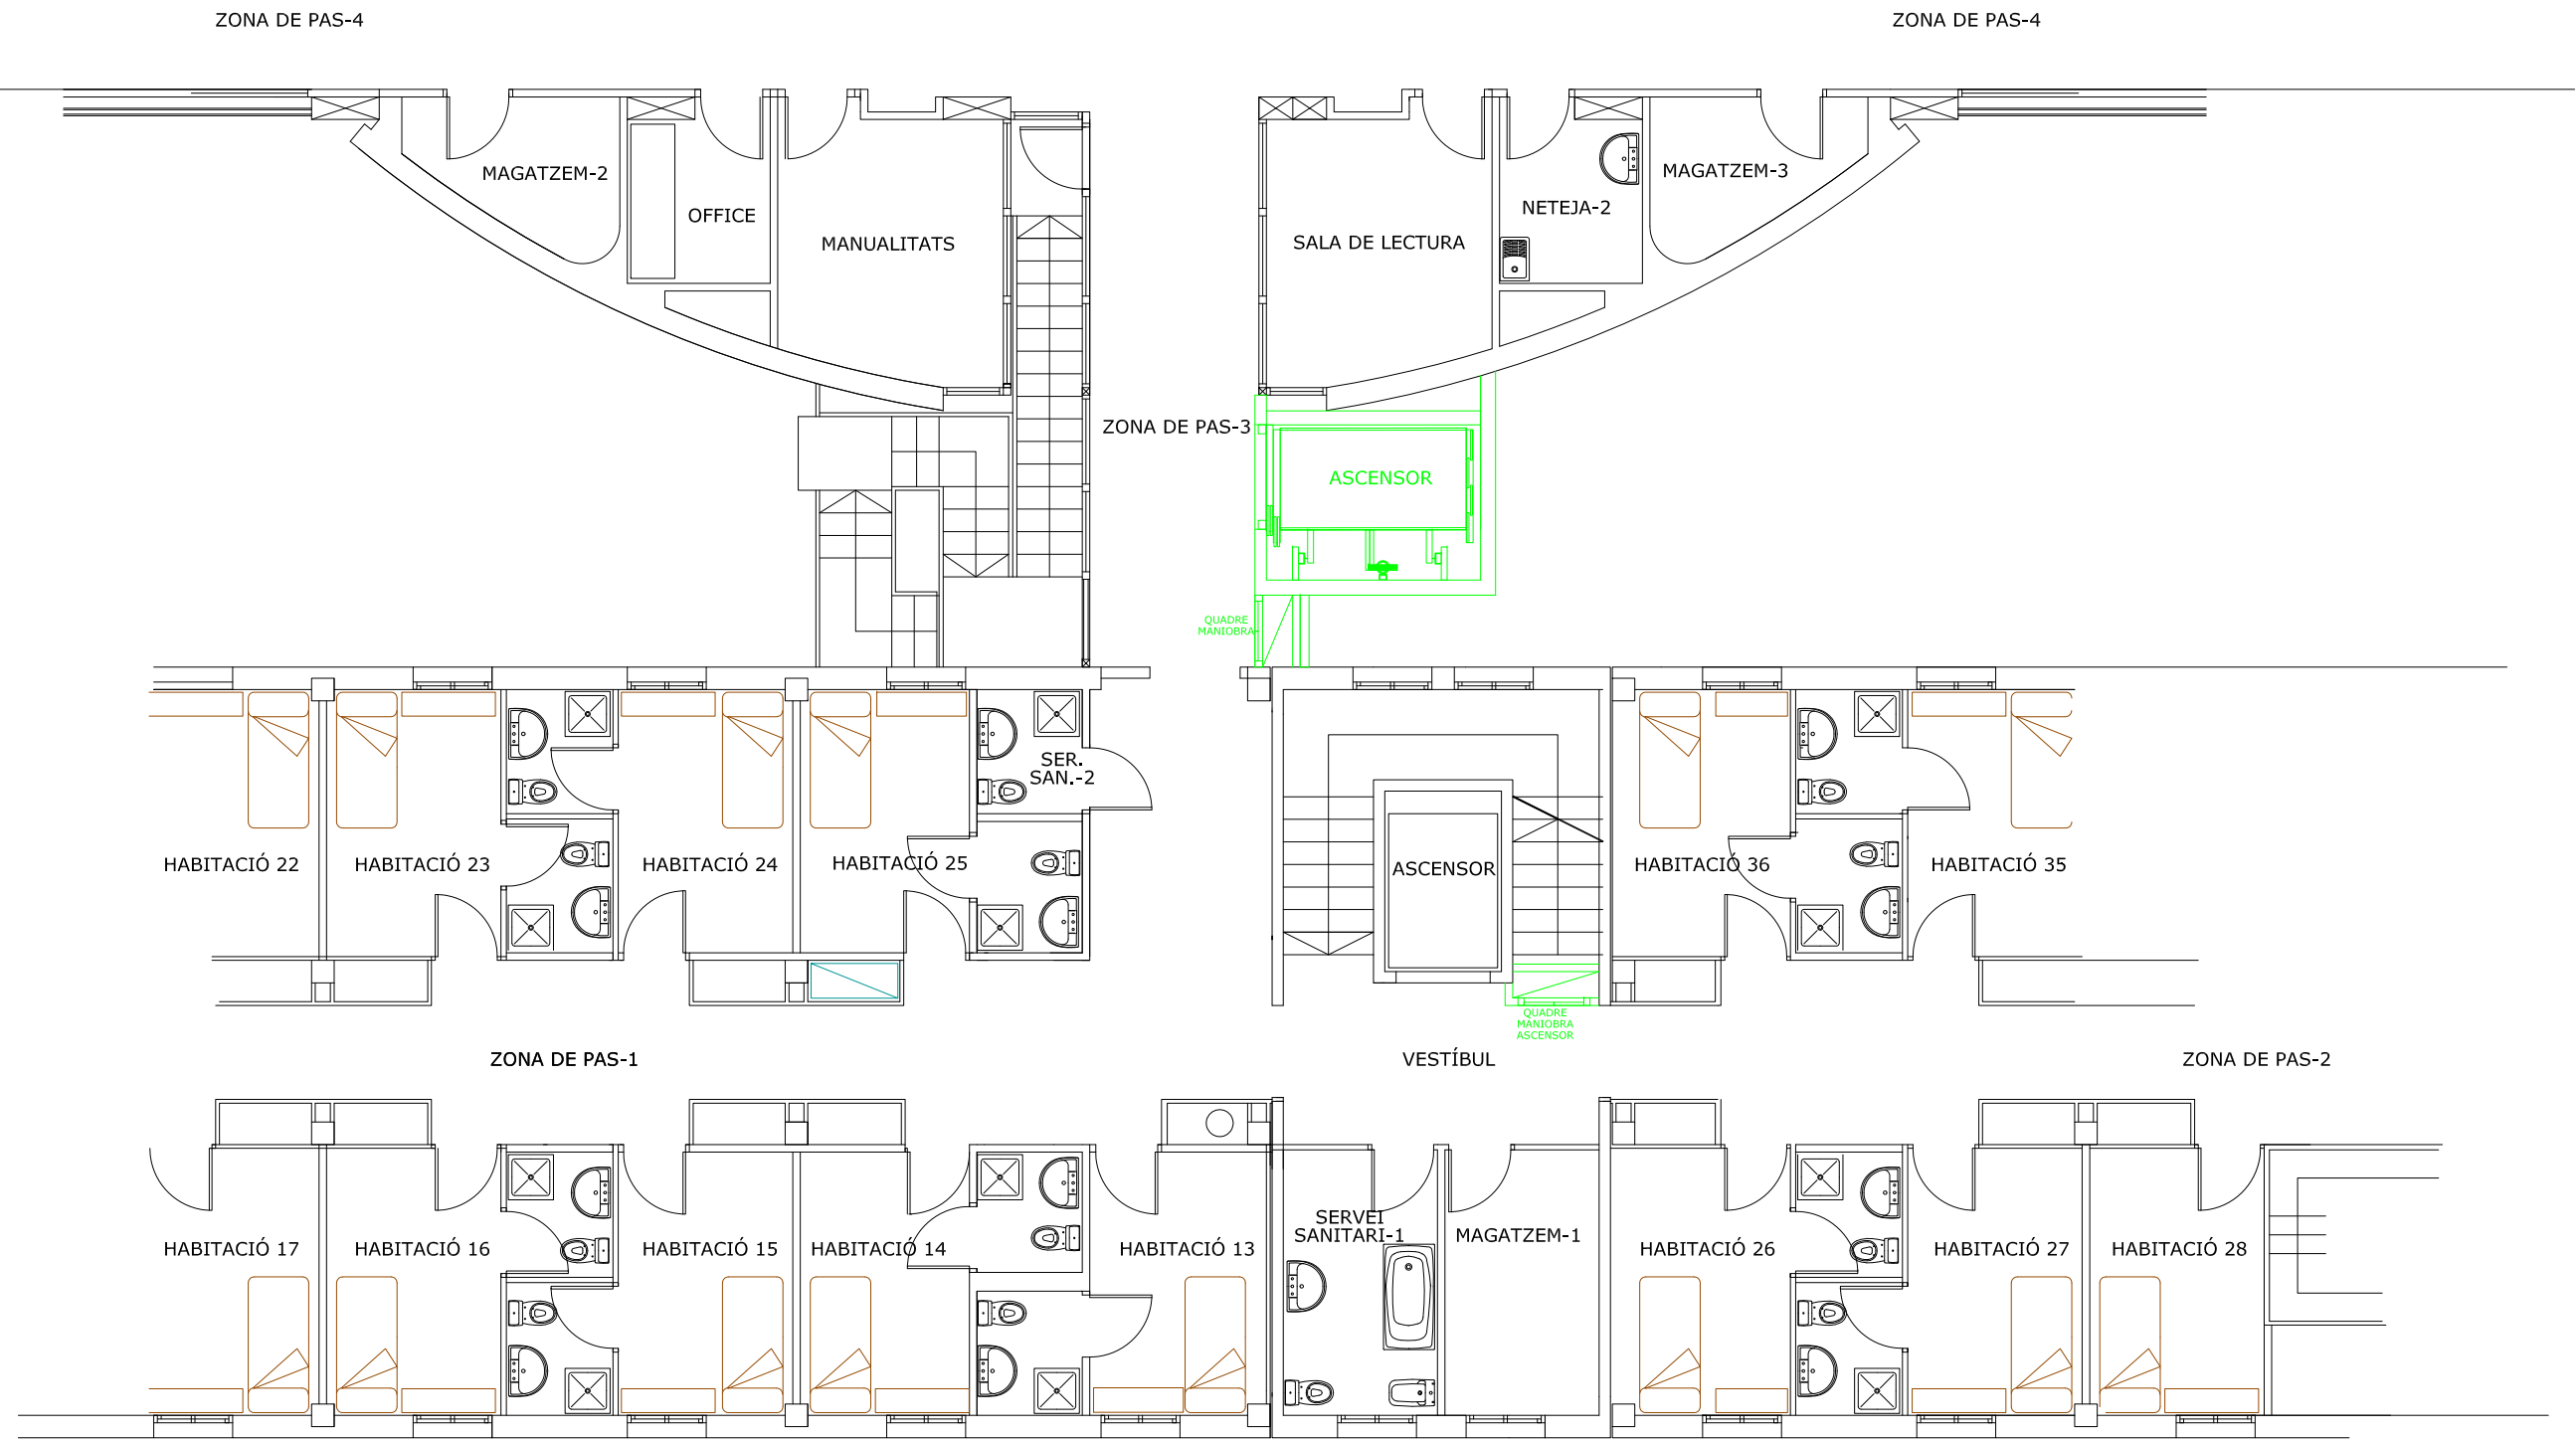 ZONA DE PAS-4
ZONA DE PAS-4
MAGATZEM-2
OFFICE
MANUALITATS
SALA DE LECTURA
NETEJA-2
MAGATZEM-3
ZONA DE PAS-3
ASCENSOR
QUADRE
MANIOBRA
SER.
SAN.-2
HABITACIÓ 22
HABITACIÓ 23
HABITACIÓ 24
HABITACIÓ 25
ASCENSOR
HABITACIÓ 36
HABITACIÓ 35
QUADRE
MANIOBRA
ASCENSOR
ZONA DE PAS-1
VESTÍBUL
ZONA DE PAS-2
HABITACIÓ 17
HABITACIÓ 16
HABITACIÓ 15
HABITACIÓ 14
HABITACIÓ 13
SERVEI
SANITARI-1
MAGATZEM-1
HABITACIÓ 26
HABITACIÓ 27
HABITACIÓ 28